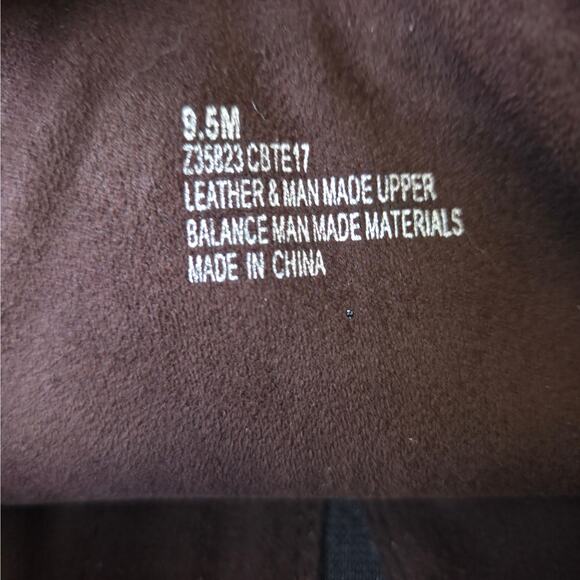 9.5M
Z35823 CBTE17
LEATHER & MAN MADE UPPER
BALANCE MAN MADE MATERIALS
MADE IN CHINA